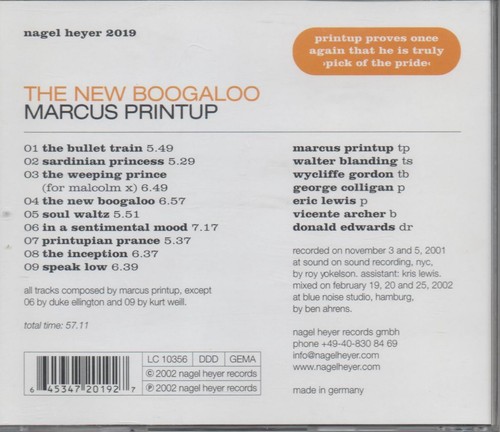 nagel heyer 2019
printup proves once
again that he is truly
›pick of the pride‹
THE NEW BOOGALOO
MARCUS PRINTUP
01 the bullet train 5.49
02 sardinian princess 5.29
03 the weeping prince
(for malcolm x) 6.49
04 the new boogaloo 6.57
05 soul waltz 5.51
06 in a sentimental mood 7.17
07 printupian prance 5.37
08 the inception 6.37
09 speak low 6.39
all tracks composed by marcus printup, except
06 by duke ellington and 09 by kurt weill.
total time: 57.11
marcus printup tp
walter blanding ts
wycliffe gordon tb
george colligan p
eric lewis p
vicente archer b
donald edwards dr
recorded on november 3 and 5, 2001
at sound on sound recording, nyc,
by roy yokelson. assistant: kris lewis.
mixed on february 19, 20 and 25, 2002
at blue noise studio, hamburg,
by ben ahrens.
nagel heyer records gmbh
phone +49-40-830 84 69
info@nagelheyer.com
www.nagelheyer.com
made in germany
LC 10356 DDD GEMA
© 2002 nagel heyer records
℗ 2002 nagel heyer records
6 45347 20192 7